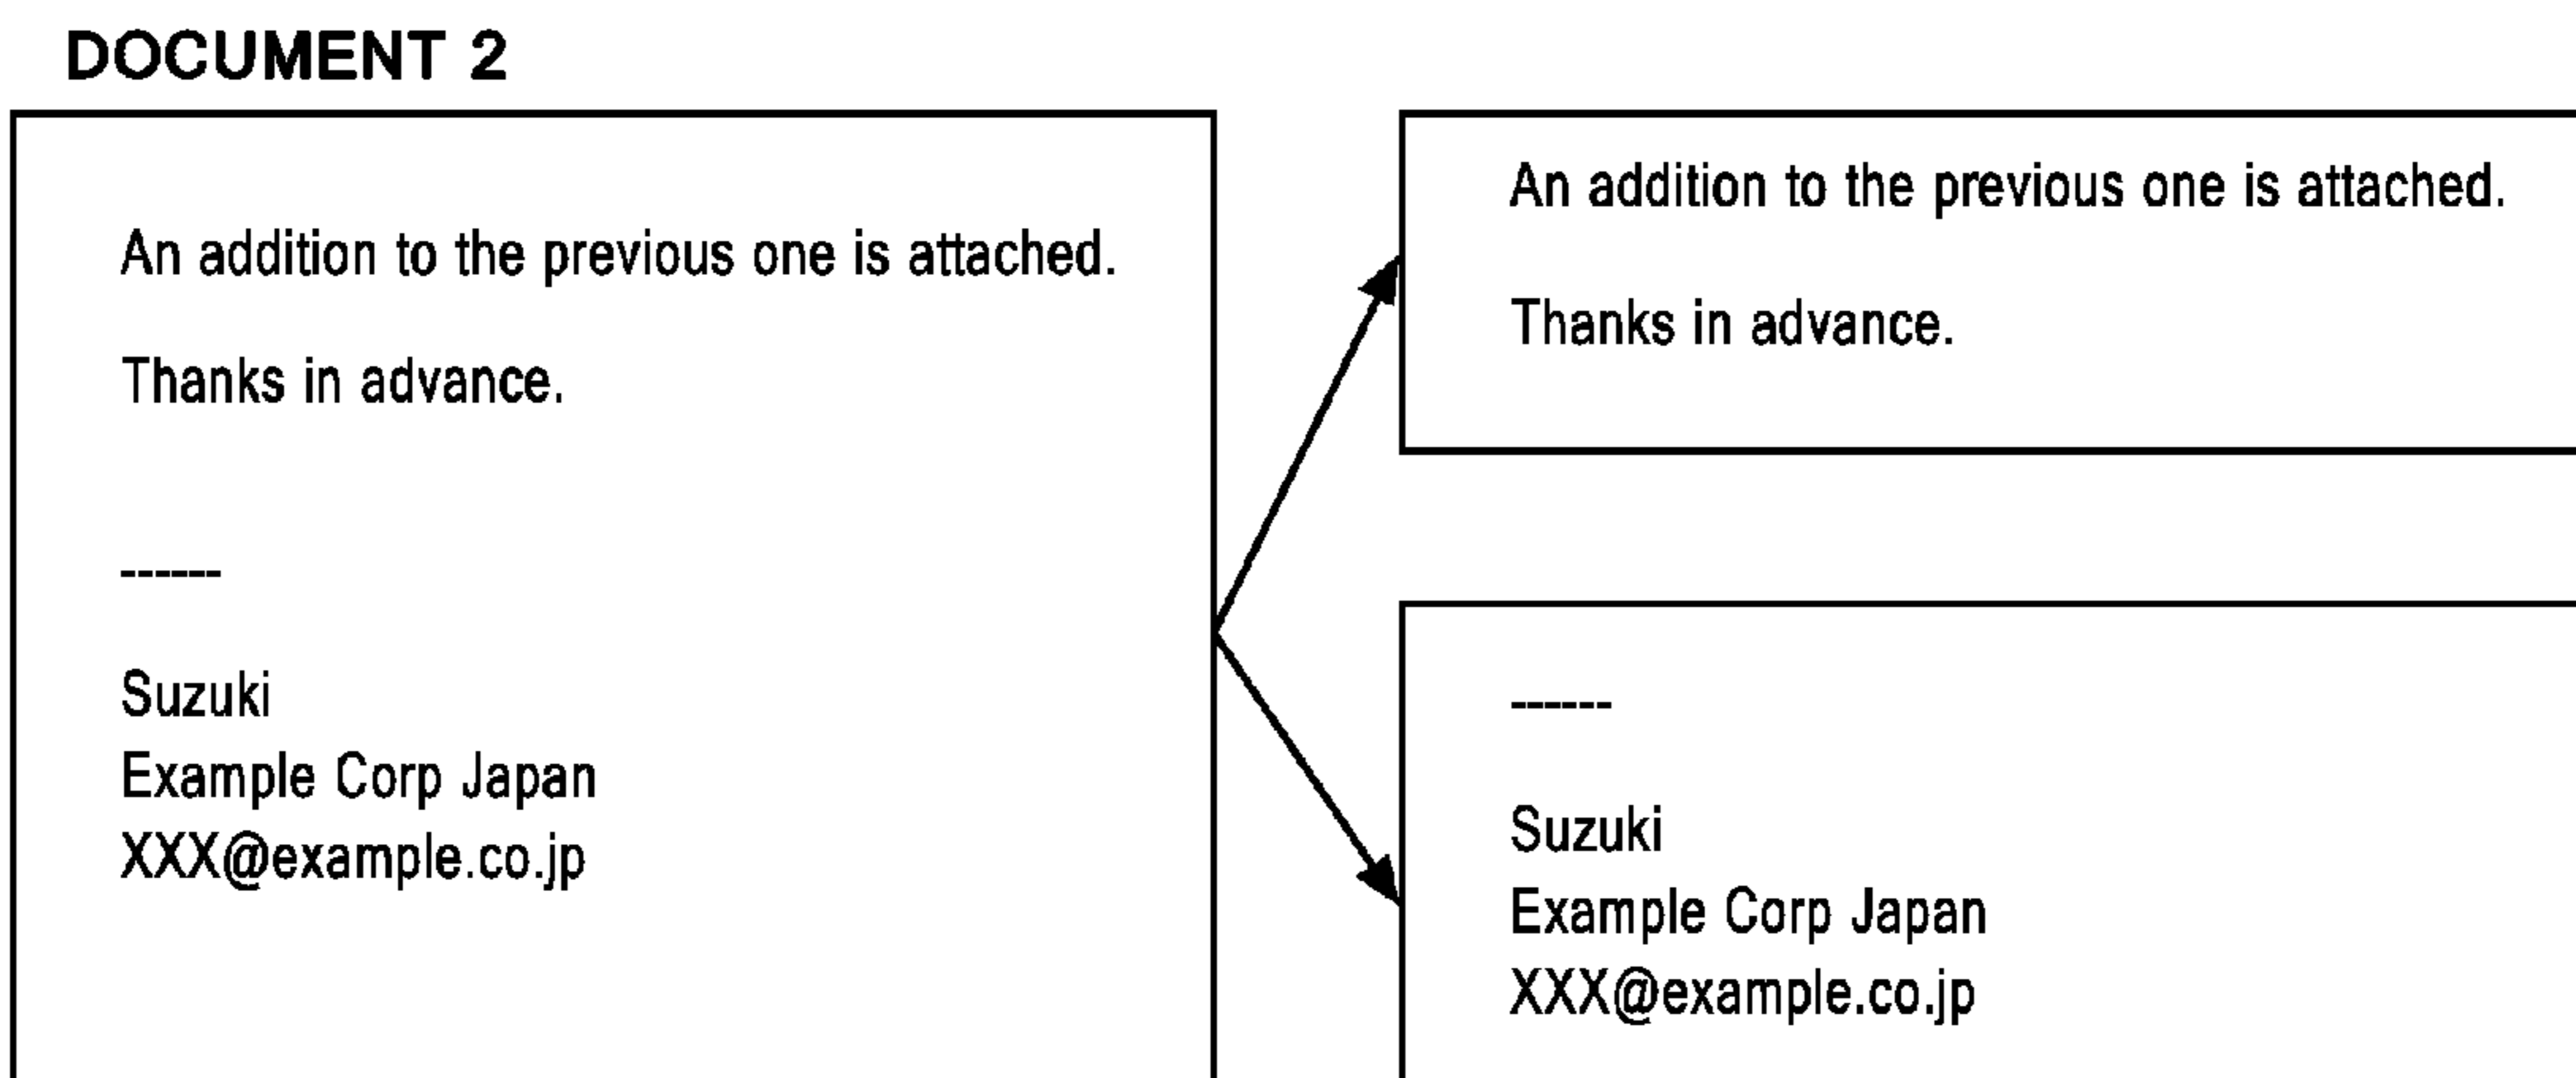 DOCUMENT 2
An addition to the previous one is attached.
Thanks in advance.
------
Suzuki
Example Corp Japan
XXX@example.co.jp
An addition to the previous one is attached.
Thanks in advance.
------
Suzuki
Example Corp Japan
XXX@example.co.jp